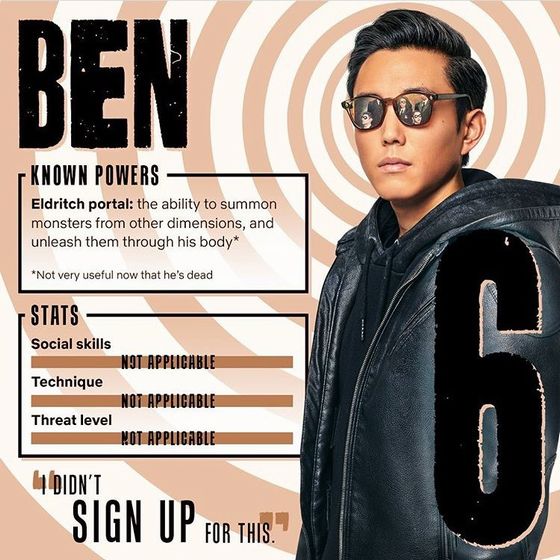 BEN
KNOWN POWERS
Eldritch portal: the ability to summon
monsters from other dimensions, and
unleash them through his body*
*Not very useful now that he's dead
STATS
Social skills
NOT APPLICABLE
Technique
NOT APPLICABLE
Threat level
NOT APPLICABLE
6
"I DIDN'T
SIGN UP FOR THIS."